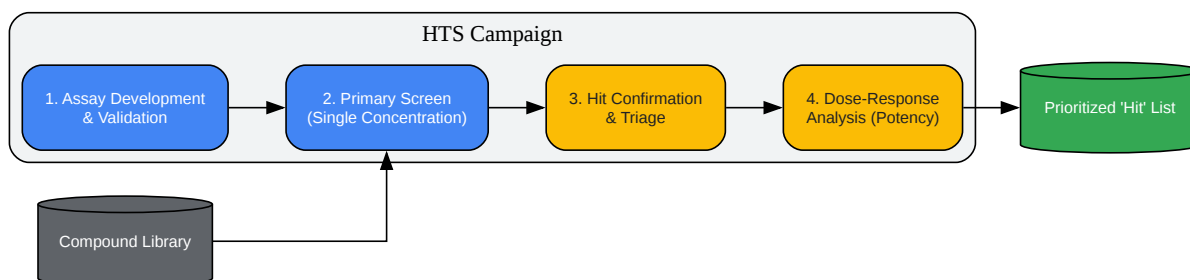 HTS Campaign
1. Assay Development
& Validation
2. Primary Screen
(Single Concentration)
3. Hit Confirmation
& Triage
4. Dose-Response
Analysis (Potency)
Prioritized 'Hit' List
Compound Library